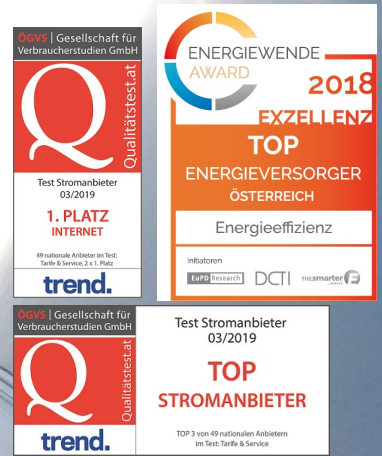 ÖGVS | Gesellschaft für
Verbraucherstudien GmbH
Q
Qualitätstest.at
Test Stromanbieter
03/2019
1. PLATZ
INTERNET
49 nationale Anbieter im Test:
Tarife & Service, 2 x 1. Platz
trend.
ENERGIEWENDE
AWARD
2018
EXZELLENZ
TOP
ENERGIEVERSORGER
ÖSTERREICH
Energieeffizienz
Initiatoren
EuPD Research
DCTI
THE smarter E
ÖGVS | Gesellschaft für
Verbraucherstudien GmbH
Q
Qualitätstest.at
trend.
Test Stromanbieter
03/2019
TOP
STROMANBIETER
TOP 3 von 49 nationalen Anbietern
im Test: Tarife & Service